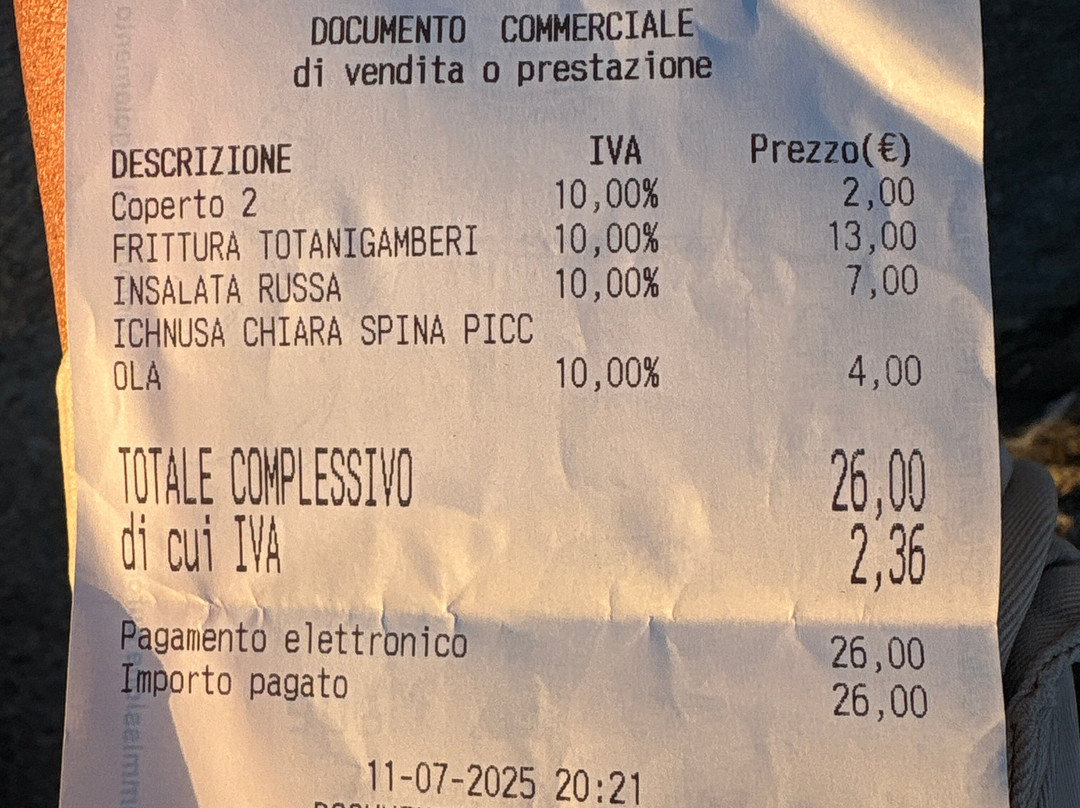 DOCUMENTO COMMERCIALE
di vendita o prestazione
DESCRIZIONE IVA Prezzo(€)
Coperto 2 10,00% 2,00
FRITTURA TOTANIGAMBERI 10,00% 13,00
INSALATA RUSSA 10,00% 7,00
ICHNUSA CHIARA SPINA PICC
OLA 10,00% 4,00
TOTALE COMPLESSIVO 26,00
di cui IVA 2,36
Pagamento elettronico 26,00
Importo pagato 26,00
11-07-2025 20:21